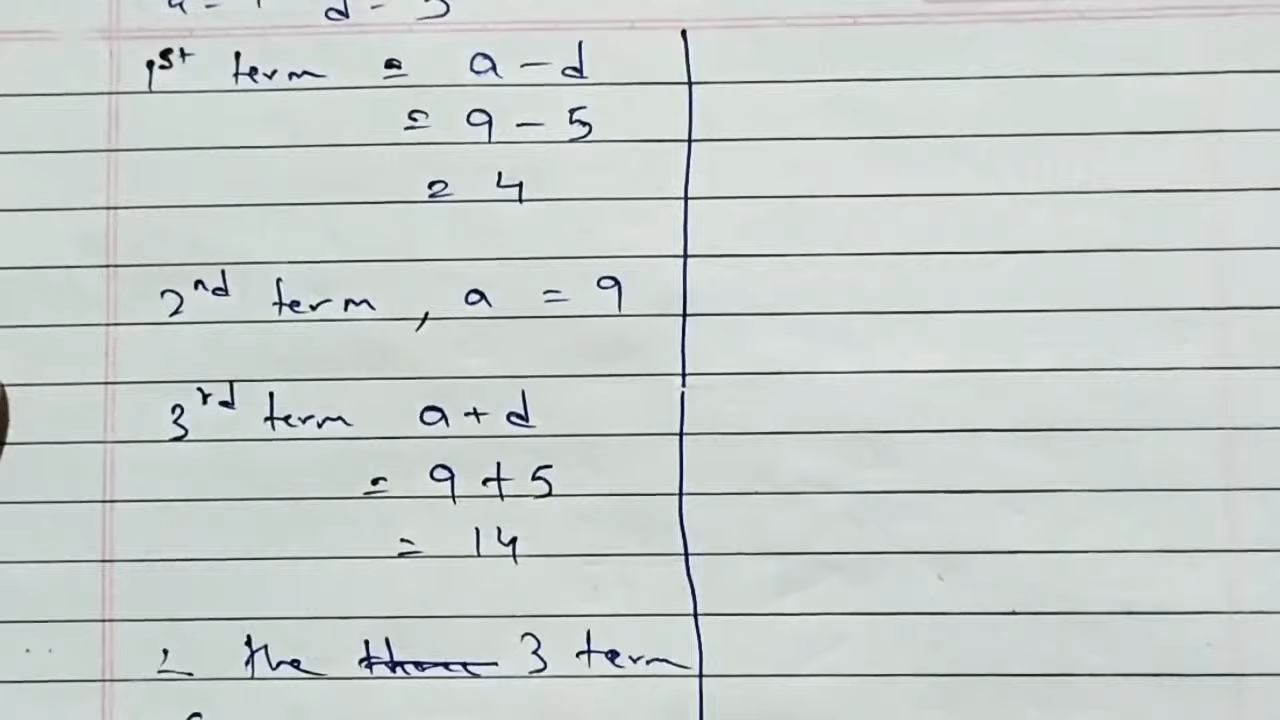 1st term = a - d
= 9 - 5
= 4
2nd term, a = 9
3rd term a + d
= 9 + 5
= 14
the 3 term